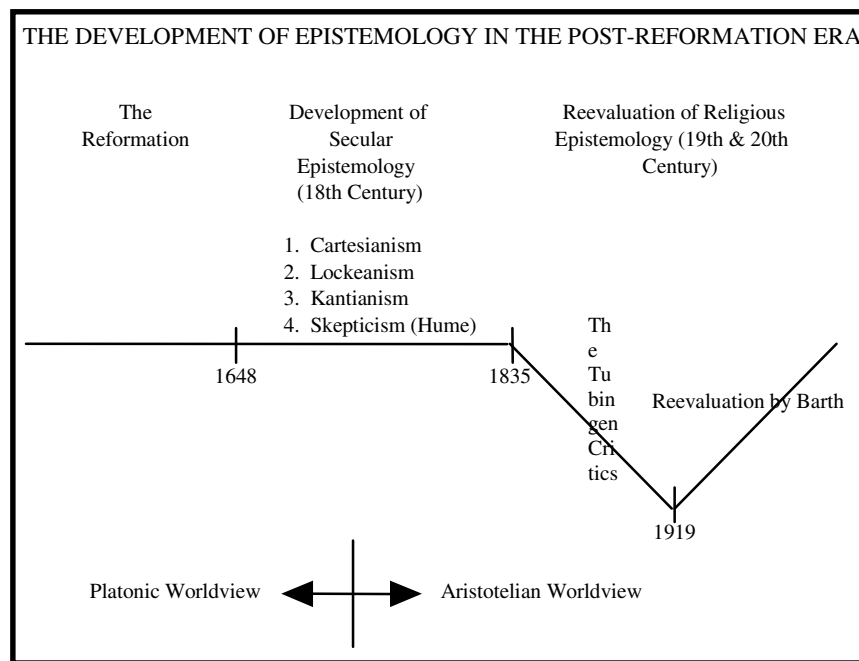 THE DEVELOPMENT OF EPISTEMOLOGY IN THE POST-REFORMATION ERA
The
Reformation
Development of
Secular
Epistemology
(18th Century)
Reevaluation of Religious
Epistemology (19th & 20th
Century)
1. Cartesianism
2. Lockeanism
3. Kantianism
4. Skepticism (Hume)
1648
1835
Th
e
Tu
bin
gen
Cri
tics
Reevaluation by Barth
1919
Platonic Worldview
Aristotelian Worldview